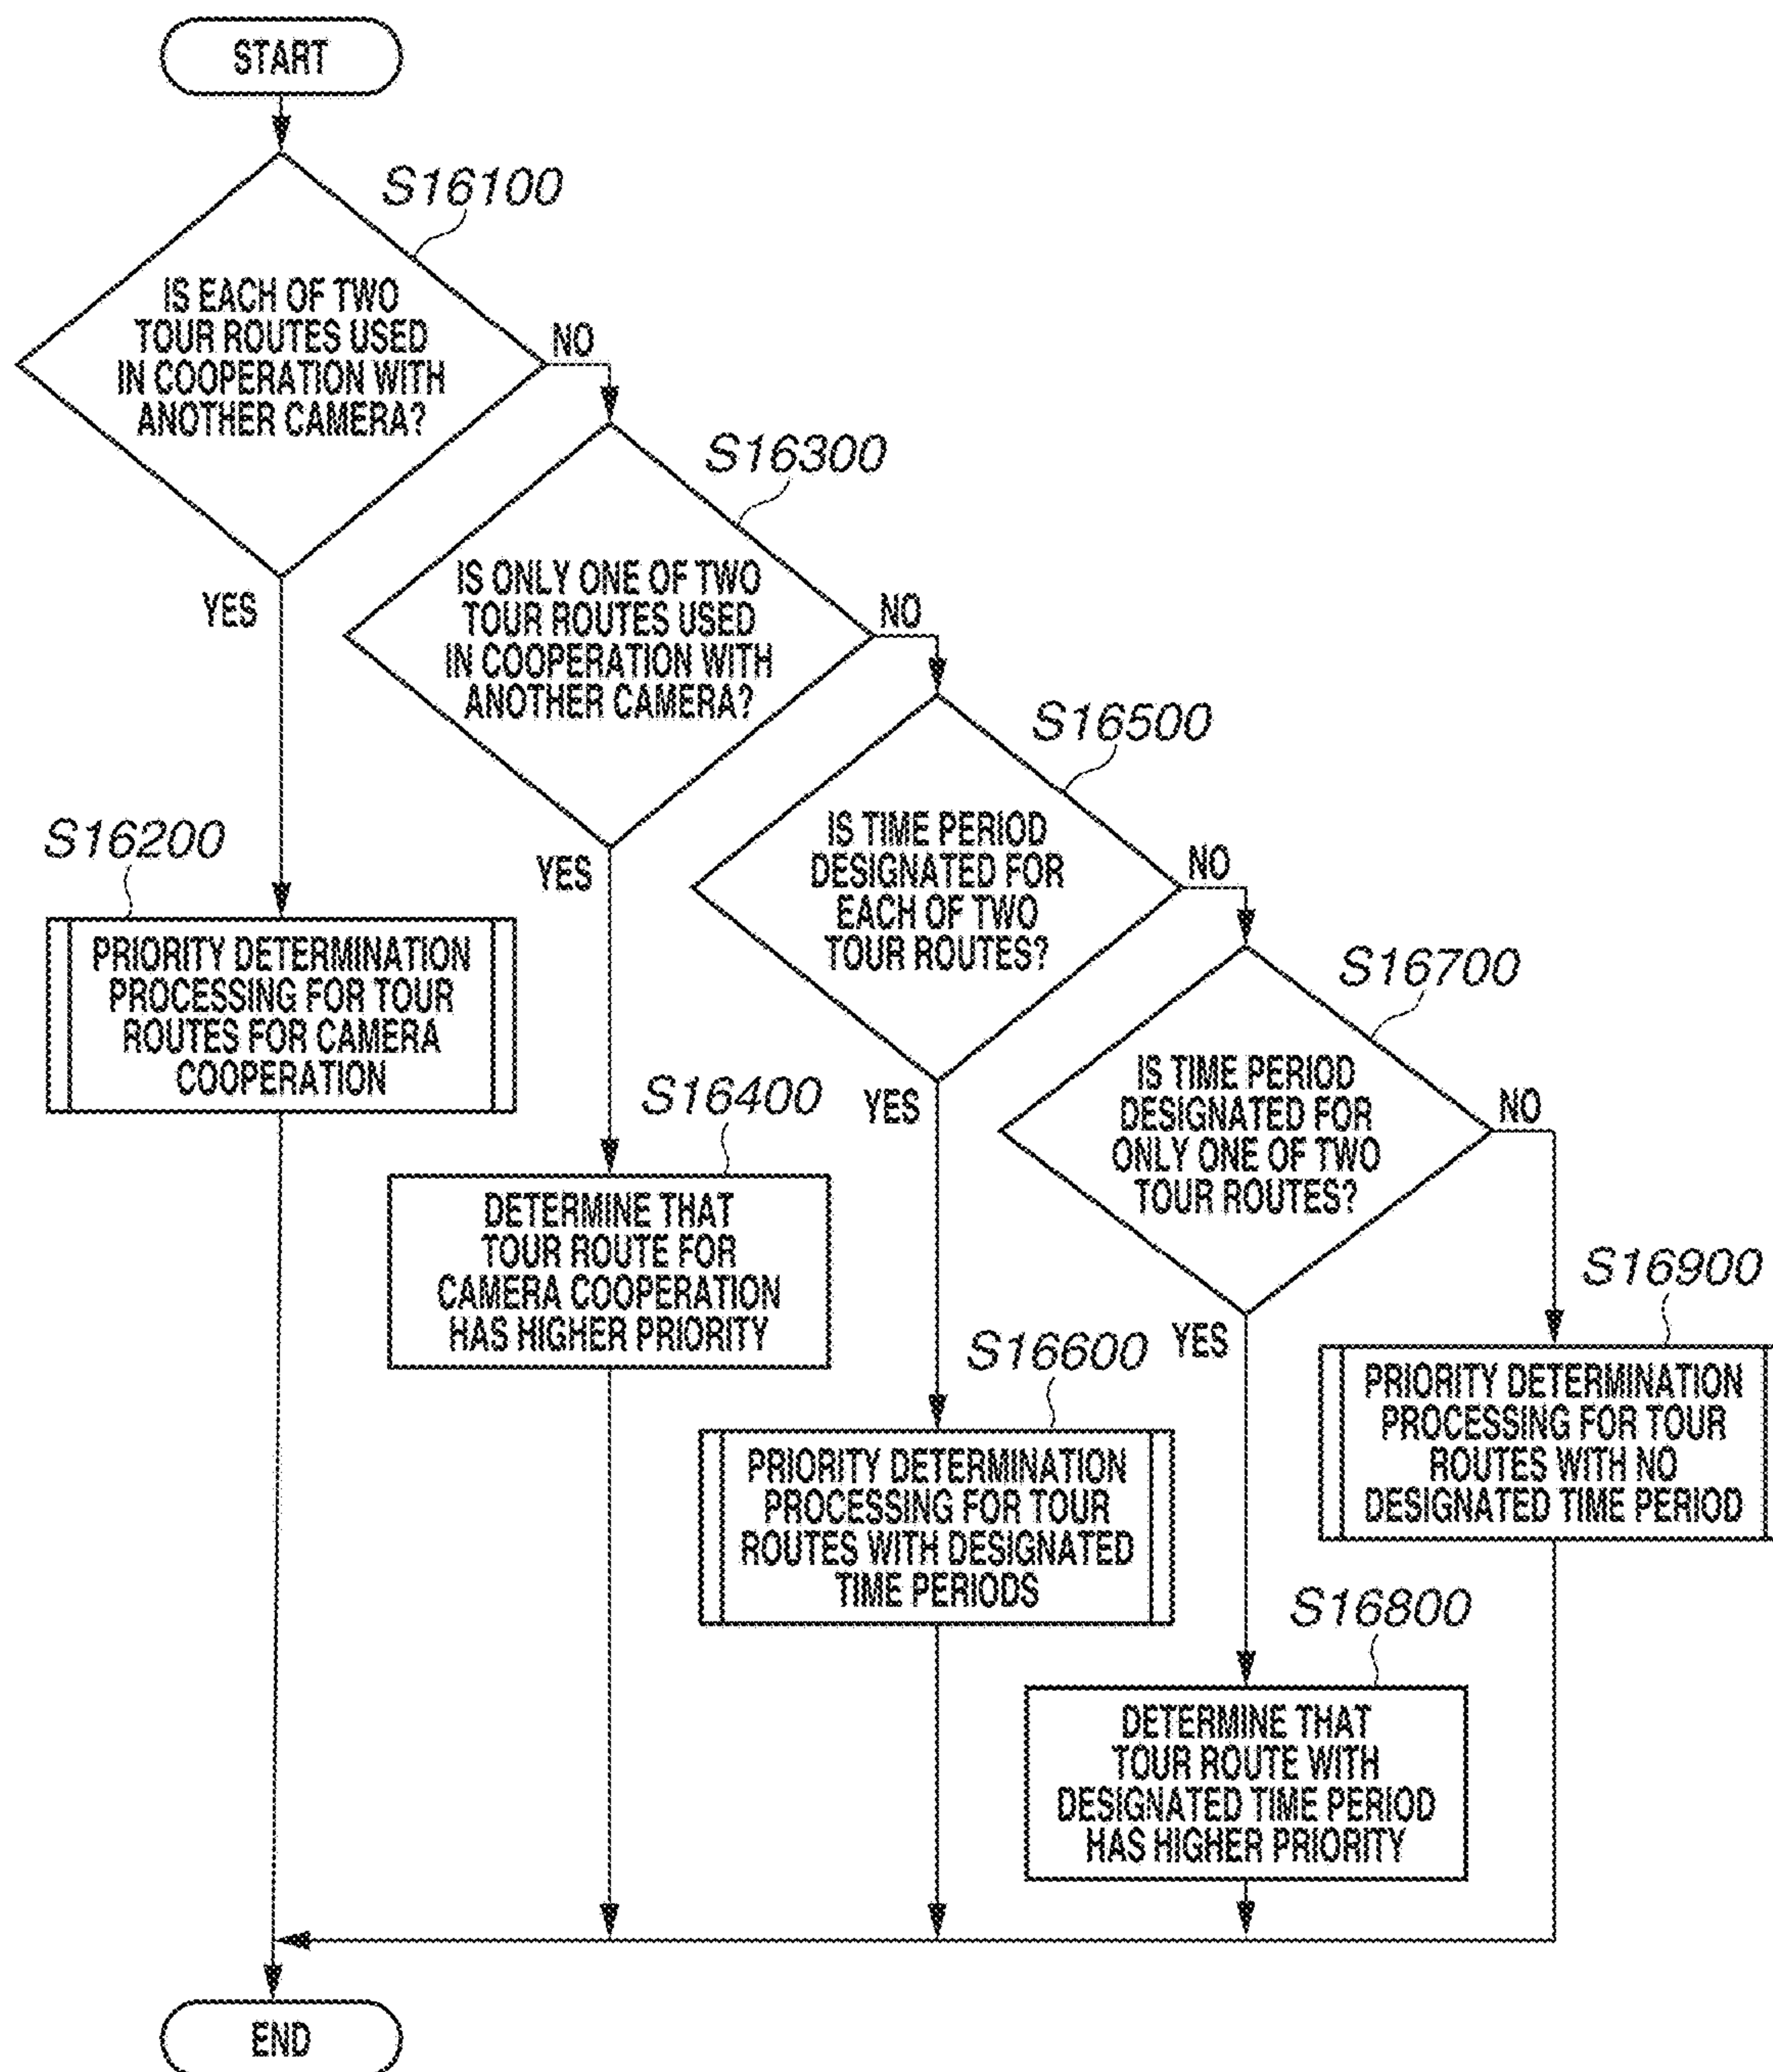 START
S16100
IS EACH OF TWO
TOUR ROUTES USED
IN COOPERATION WITH
ANOTHER CAMERA?
NO
YES
S16300
IS ONLY ONE OF TWO
TOUR ROUTES USED
IN COOPERATION WITH
ANOTHER CAMERA?
NO
YES
S16500
IS TIME PERIOD
DESIGNATED FOR
EACH OF TWO
TOUR ROUTES?
NO
YES
S16700
IS TIME PERIOD
DESIGNATED FOR
ONLY ONE OF TWO
TOUR ROUTES?
NO
YES
S16200
PRIORITY DETERMINATION
PROCESSING FOR TOUR
ROUTES FOR CAMERA
COOPERATION
S16400
DETERMINE THAT
TOUR ROUTE FOR
CAMERA COOPERATION
HAS HIGHER PRIORITY
S16600
PRIORITY DETERMINATION
PROCESSING FOR TOUR
ROUTES WITH DESIGNATED
TIME PERIODS
S16900
PRIORITY DETERMINATION
PROCESSING FOR TOUR
ROUTES WITH NO
DESIGNATED TIME PERIOD
S16800
DETERMINE THAT
TOUR ROUTE WITH
DESIGNATED TIME PERIOD
HAS HIGHER PRIORITY
END